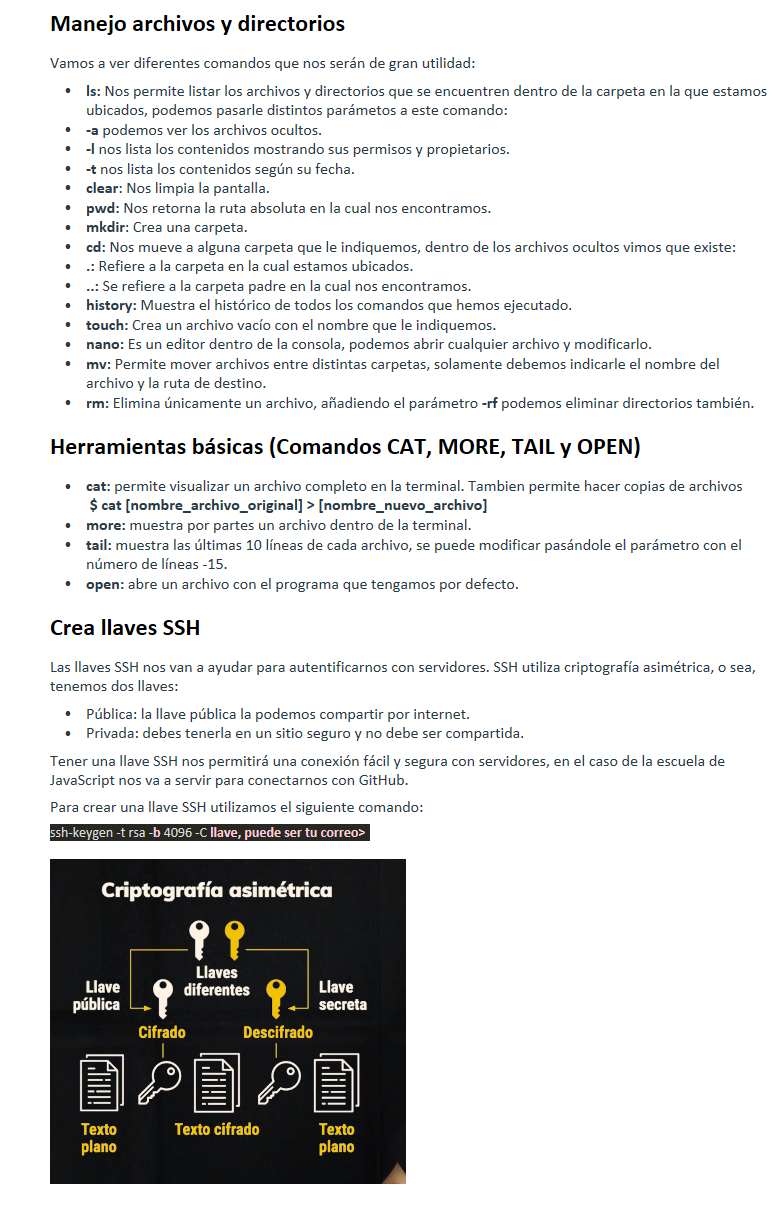 Manejo archivos y directorios
Vamos a ver diferentes comandos que nos serán de gran utilidad:
• ls: Nos permite listar los archivos y directorios que se encuentren dentro de la carpeta en la que estamos
ubicados, podemos pasarle distintos parámetos a este comando:
• -a podemos ver los archivos ocultos.
• -l nos lista los contenidos mostrando sus permisos y propietarios.
• -t nos lista los contenidos según su fecha.
• clear: Nos limpia la pantalla.
• pwd: Nos retorna la ruta absoluta en la cual nos encontramos.
• mkdir: Crea una carpeta.
• cd: Nos mueve a alguna carpeta que le indiquemos, dentro de los archivos ocultos vimos que existe:
• .: Refiere a la carpeta en la cual estamos ubicados.
• ..: Se refiere a la carpeta padre en la cual nos encontramos.
• history: Muestra el histórico de todos los comandos que hemos ejecutado.
• touch: Crea un archivo vacío con el nombre que le indiquemos.
• nano: Es un editor dentro de la consola, podemos abrir cualquier archivo y modificarlo.
• mv: Permite mover archivos entre distintas carpetas, solamente debemos indicarle el nombre del
archivo y la ruta de destino.
• rm: Elimina únicamente un archivo, añadiendo el parámetro -rf podemos eliminar directorios también.
Herramientas básicas (Comandos CAT, MORE, TAIL y OPEN)
• cat: permite visualizar un archivo completo en la terminal. Tambien permite hacer copias de archivos
$ cat [nombre_archivo_original] > [nombre_nuevo_archivo]
• more: muestra por partes un archivo dentro de la terminal.
• tail: muestra las últimas 10 líneas de cada archivo, se puede modificar pasándole el parámetro con el
número de líneas -15.
• open: abre un archivo con el programa que tengamos por defecto.
Crea llaves SSH
Las llaves SSH nos van a ayudar para autentificarnos con servidores. SSH utiliza criptografía asimétrica, o sea,
tenemos dos llaves:
• Pública: la llave pública la podemos compartir por internet.
• Privada: debes tenerla en un sitio seguro y no debe ser compartida.
Tener una llave SSH nos permitirá una conexión fácil y segura con servidores, en el caso de la escuela de
JavaScript nos va a servir para conectarnos con GitHub.
Para crear una llave SSH utilizamos el siguiente comando:
ssh-keygen -t rsa -b 4096 -C llave, puede ser tu correo>
Criptografía asimétrica
Llaves
diferentes
Llave
pública
Llave
secreta
Cifrado
Descifrado
Texto
plano
Texto cifrado
Texto
plano